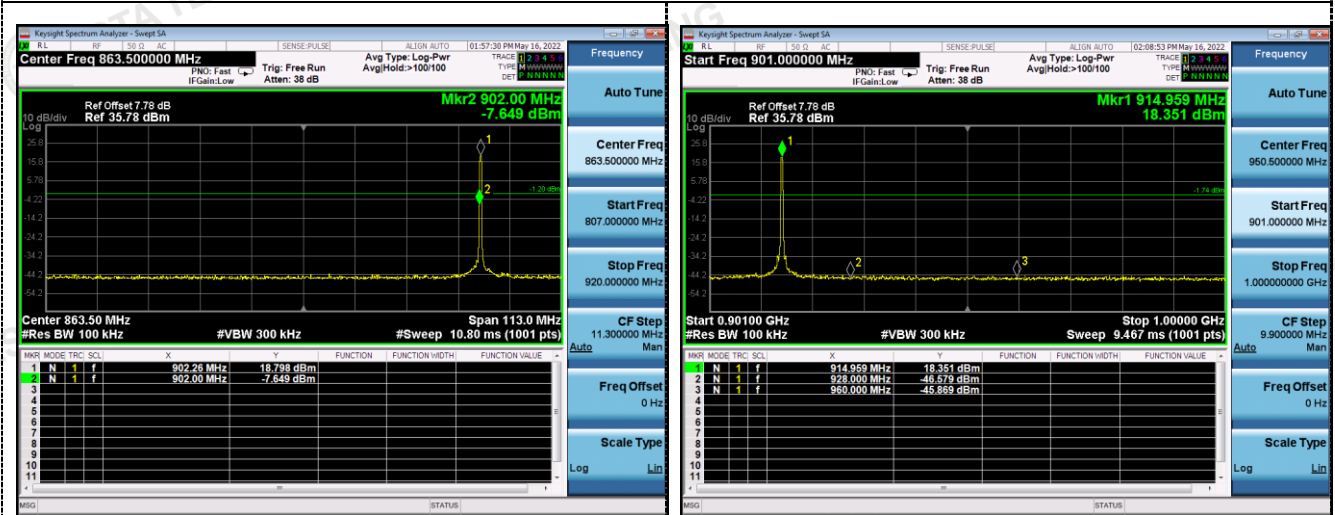 Keysight Spectrum Analyzer - Swept SA
RL RF 50 Ω AC SENSE:PULSE ALIGN AUTO 01:57:30 PM May 16, 2022
Center Freq 863.500000 MHz
PNO: Fast
IFGain:Low
Trig: Free Run
Atten: 38 dB
Avg Type: Log-Pwr
Avg|Hold:>100/100
TRACE 1 2 3 4 5 6
TYPE M
DET P N N N N N
Ref Offset 7.78 dB
10 dB/div Ref 35.78 dBm
Log
Mkr2 902.00 MHz
-7.649 dBm
25.8
15.8
5.78
-4.22
-14.2
-24.2
-34.2
-44.2
-54.2
1
2
-1.20 dBm
Center 863.50 MHz Span 113.0 MHz
#Res BW 100 kHz #VBW 300 kHz #Sweep 10.80 ms (1001 pts)
MKR MODE TRC SCL X Y FUNCTION FUNCTION WIDTH FUNCTION VALUE
1 N 1 f 902.26 MHz 18.798 dBm
2 N 1 f 902.00 MHz -7.649 dBm
3
4
5
6
7
8
9
10
11
MSG STATUS
Frequency
Auto Tune
Center Freq
863.500000 MHz
Start Freq
807.000000 MHz
Stop Freq
920.000000 MHz
CF Step
11.300000 MHz
Auto Man
Freq Offset
0 Hz
Scale Type
Log Lin
Keysight Spectrum Analyzer - Swept SA
RL RF 50 Ω AC SENSE:PULSE ALIGN AUTO 02:08:53 PM May 16, 2022
Start Freq 901.000000 MHz
PNO: Fast
IFGain:Low
Trig: Free Run
Atten: 38 dB
Avg Type: Log-Pwr
Avg|Hold:>100/100
TRACE 1 2 3 4 5 6
TYPE M
DET P N N N N N
Ref Offset 7.78 dB
10 dB/div Ref 35.78 dBm
Log
Mkr1 914.959 MHz
18.351 dBm
25.8
15.8
5.78
-4.22
-14.2
-24.2
-34.2
-44.2
-54.2
1
2
3
-1.74 dBm
Start 0.90100 GHz Stop 1.00000 GHz
#Res BW 100 kHz #VBW 300 kHz Sweep 9.467 ms (1001 pts)
MKR MODE TRC SCL X Y FUNCTION FUNCTION WIDTH FUNCTION VALUE
1 N 1 f 914.959 MHz 18.351 dBm
2 N 1 f 928.000 MHz -46.579 dBm
3 N 1 f 960.000 MHz -45.869 dBm
4
5
6
7
8
9
10
11
MSG STATUS
Frequency
Auto Tune
Center Freq
950.500000 MHz
Start Freq
901.000000 MHz
Stop Freq
1.000000000 GHz
CF Step
9.900000 MHz
Auto Man
Freq Offset
0 Hz
Scale Type
Log Lin